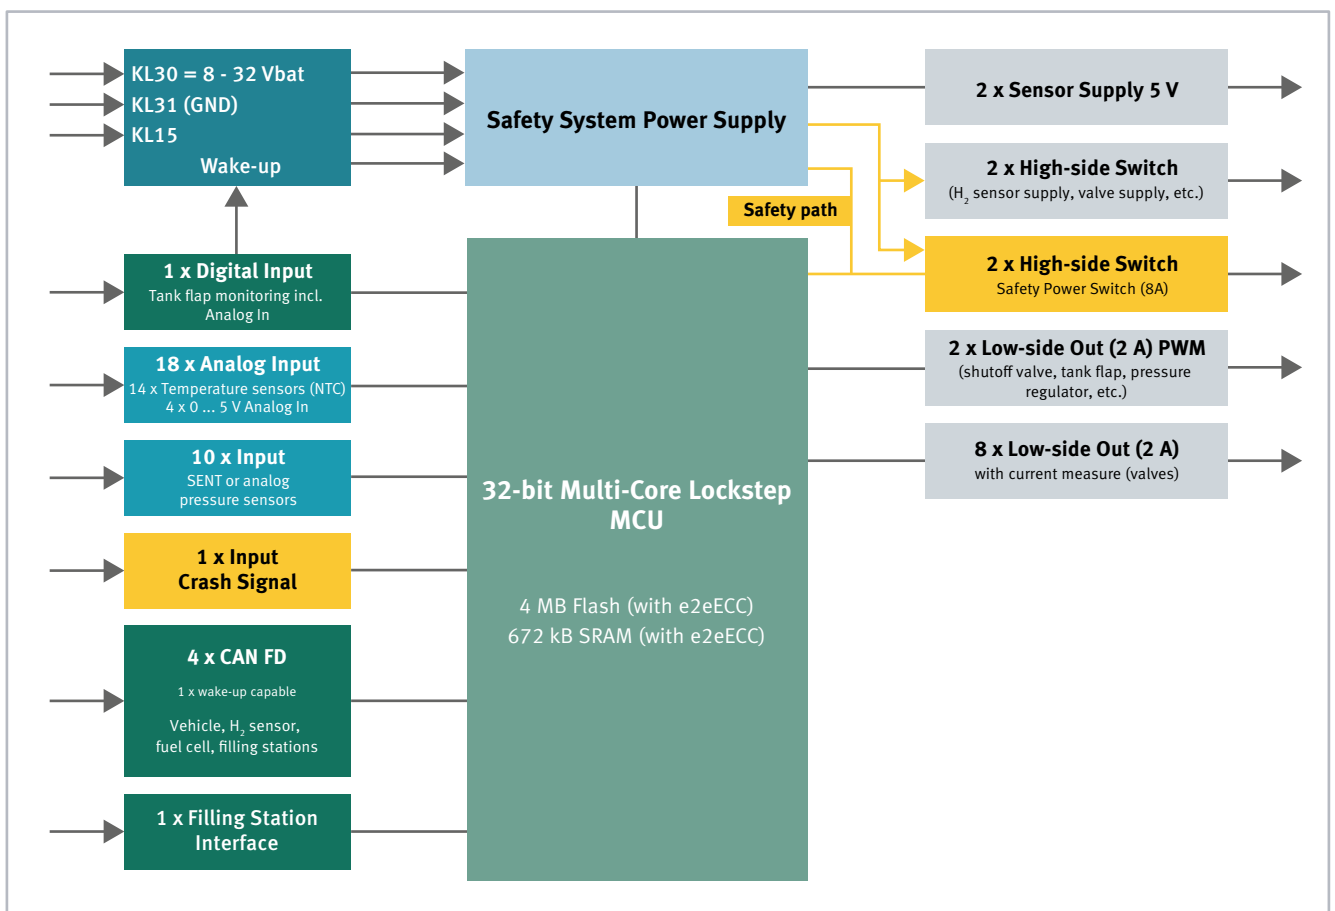 KL30 = 8 - 32 Vbat
KL31 (GND)
KL15
Wake-up
1 x Digital Input
Tank flap monitoring incl.
Analog In
18 x Analog Input
14 x Temperature sensors (NTC)
4 x 0 ... 5 V Analog In
10 x Input
SENT or analog
pressure sensors
1 x Input
Crash Signal
4 x CAN FD
1 x wake-up capable
Vehicle, H₂ sensor,
fuel cell, filling stations
1 x Filling Station
Interface
Safety System Power Supply
Safety path
32-bit Multi-Core Lockstep
MCU
4 MB Flash (with e2eECC)
672 kB SRAM (with e2eECC)
2 x Sensor Supply 5 V
2 x High-side Switch
(H₂ sensor supply, valve supply, etc.)
2 x High-side Switch
Safety Power Switch (8A)
2 x Low-side Out (2 A) PWM
(shutoff valve, tank flap, pressure
regulator, etc.)
8 x Low-side Out (2 A)
with current measure (valves)